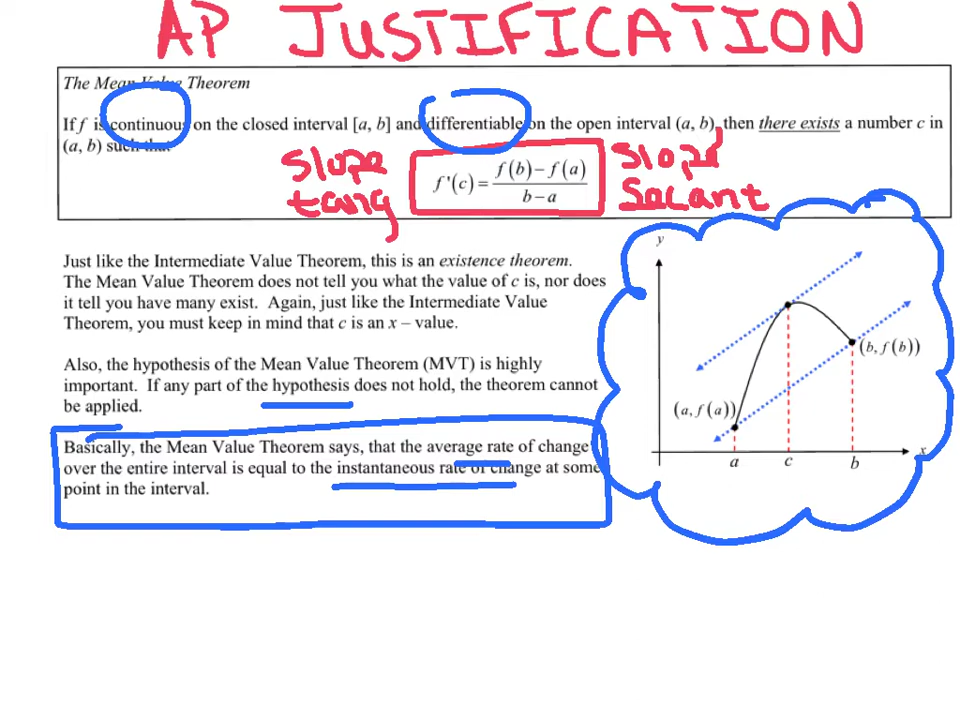 AP JUSTIFICATION
The Mean Value Theorem
If f is continuous on the closed interval [a, b] and differentiable on the open interval (a, b), then there exists a number c in
(a, b) such that
slope
tang
f '(c) = f(b) − f(a) / b − a
Slope
Secant
Just like the Intermediate Value Theorem, this is an existence theorem.
The Mean Value Theorem does not tell you what the value of c is, nor does
it tell you have many exist. Again, just like the Intermediate Value
Theorem, you must keep in mind that c is an x – value.
Also, the hypothesis of the Mean Value Theorem (MVT) is highly
important. If any part of the hypothesis does not hold, the theorem cannot
be applied.
Basically, the Mean Value Theorem says, that the average rate of change
over the entire interval is equal to the instantaneous rate of change at some
point in the interval.
y
(b, f(b))
(a, f(a))
x
a c b